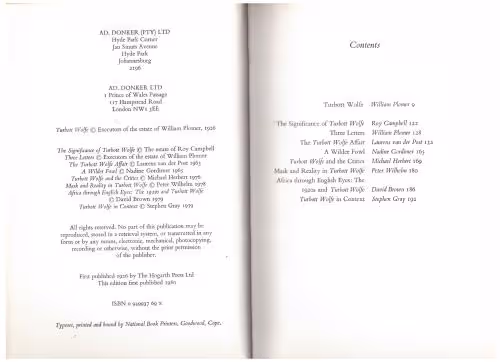 AD. DONKER (PTY) LTD
Hyde Park Corner
Jan Smuts Avenue
Hyde Park
Johannesburg
2196
AD. DONKER LTD
1 Prince of Wales Passage
117 Hampstead Road
London NW1 3EE
Turbott Wolfe © Executors of the estate of William Plomer, 1926
The Significance of Turbott Wolfe © The estate of Roy Campbell
Three Letters © Executors of the estate of William Plomer
The Turbott Wolfe Affair © Laurens van der Post 1965
A Wilder Fowl © Nadine Gordimer 1965
Turbott Wolfe and the Critics © Michael Herbert 1976
Mask and Reality in Turbott Wolfe © Peter Wilhelm 1978
Africa through English Eyes: The 1920s and Turbott Wolfe
© David Brown 1979
Turbott Wolfe in Context © Stephen Gray 1979
All rights reserved. No part of this publication may be
reproduced, stored in a retrieval system, or transmitted in any
form or by any means, electronic, mechanical, photocopying,
recording or otherwise, without the prior permission
of the publisher.
First published 1926 by The Hogarth Press Ltd
This edition first published 1980
ISBN 0 949937 69 X
Typeset, printed and bound by National Book Printers, Goodwood, Cape.
Contents
Turbott Wolfe William Plomer 9
The Significance of Turbott Wolfe Roy Campbell 122
Three Letters William Plomer 128
The Turbott Wolfe Affair Laurens van der Post 132
A Wilder Fowl Nadine Gordimer 165
Turbott Wolfe and the Critics Michael Herbert 169
Mask and Reality in Turbott Wolfe Peter Wilhelm 180
Africa through English Eyes: The
1920s and Turbott Wolfe David Brown 186
Turbott Wolfe in Context Stephen Gray 192